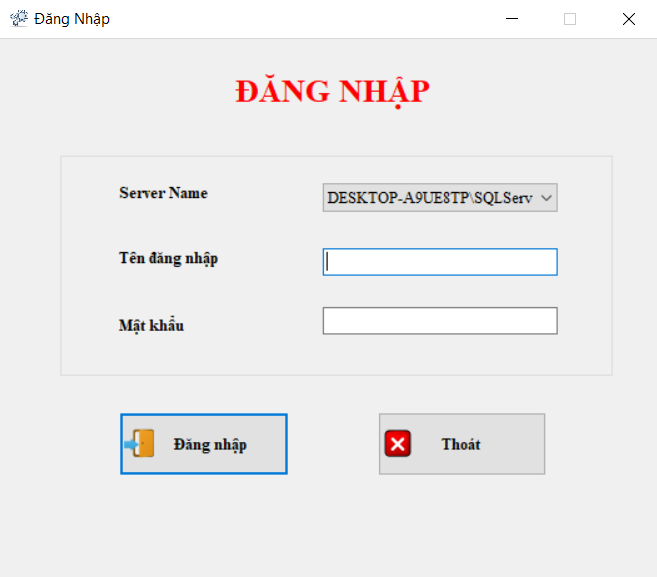 Đăng Nhập
ĐĂNG NHẬP
Server Name
DESKTOP-A9UE8TP\SQLServ
Tên đăng nhập
Mật khẩu
Đăng nhập
Thoát